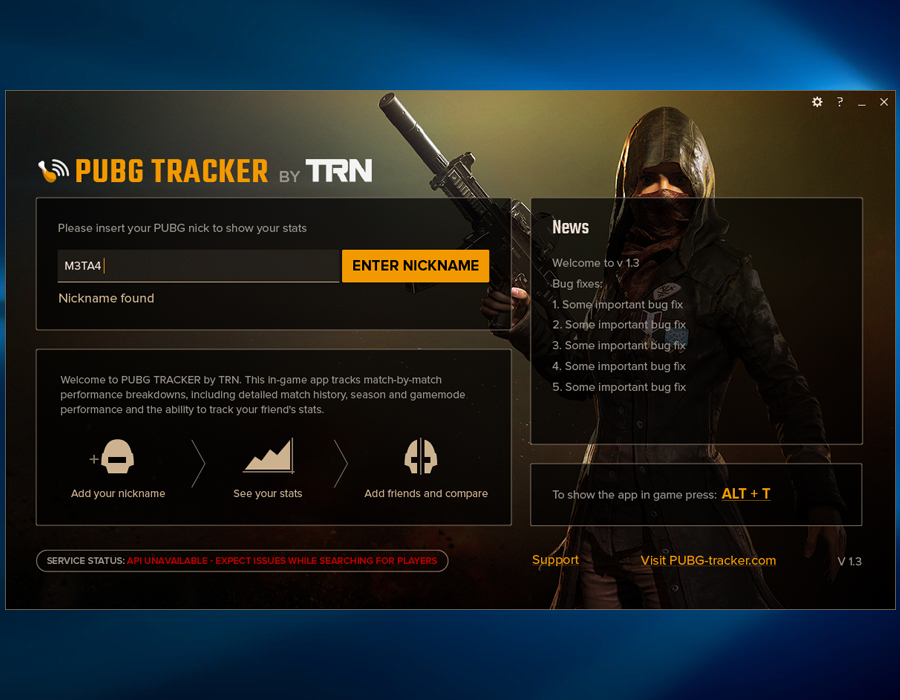 PUBG TRACKER BY TRN
Please insert your PUBG nick to show your stats
M3TA4
ENTER NICKNAME
Nickname found
Welcome to PUBG TRACKER by TRN. This in-game app tracks match-by-match
performance breakdowns, including detailed match history, season and gamemode
performance and the ability to track your friend's stats.
Add your nickname
See your stats
Add friends and compare
SERVICE STATUS: API UNAVAILABLE - EXPECT ISSUES WHILE SEARCHING FOR PLAYERS
News
Welcome to v 1.3
Bug fixes:
1. Some important bug fix
2. Some important bug fix
3. Some important bug fix
4. Some important bug fix
5. Some important bug fix
To show the app in game press: ALT + T
Support
Visit PUBG-tracker.com
V 1.3